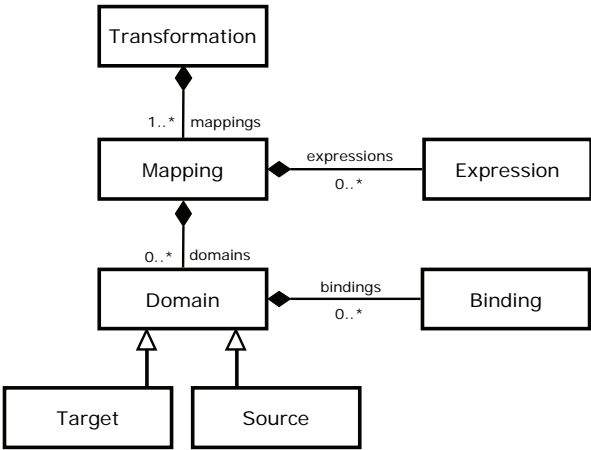 Transformation
1..* mappings
Mapping
expressions
0..*
Expression
0..* domains
Domain
bindings
0..*
Binding
Target
Source